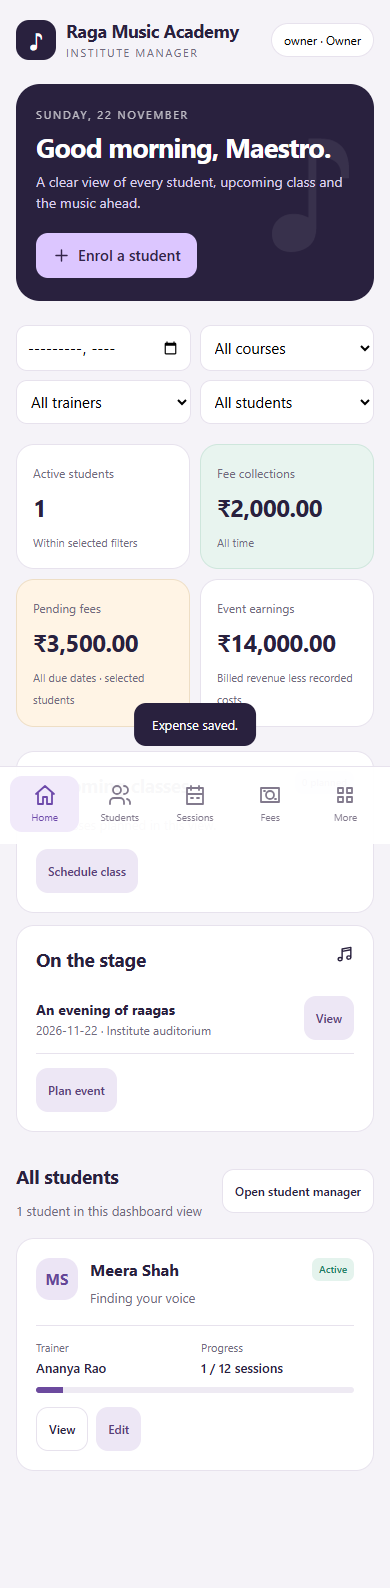 Raga Music Academy
INSTITUTE MANAGER
owner · Owner
SUNDAY, 22 NOVEMBER
Good morning, Maestro.
A clear view of every student, upcoming class and
the music ahead.
Enrol a student
---------, ----
All courses
All trainers
All students
Active students
1
Within selected filters
Fee collections
₹2,000.00
All time
Pending fees
₹3,500.00
All due dates · selected
students
Event earnings
₹14,000.00
Billed revenue less recorded
costs
Expense saved.
Home
Students
Sessions
Fees
More
Schedule class
On the stage
An evening of raagas
2026-11-22 · Institute auditorium
View
Plan event
All students
1 student in this dashboard view
Open student manager
MS
Meera Shah
Finding your voice
Active
Trainer
Ananya Rao
Progress
1 / 12 sessions
View
Edit